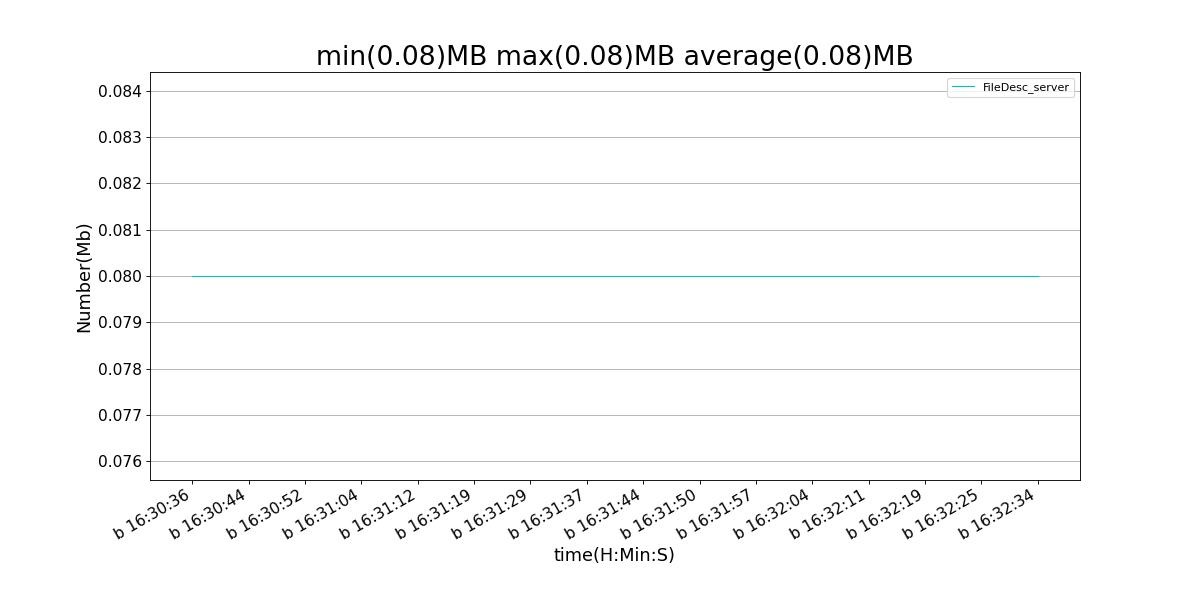 min(0.08)MB max(0.08)MB average(0.08)MB
FileDesc_server
Number(Mb)
0.084
0.083
0.082
0.081
0.080
0.079
0.078
0.077
0.076
b 16:30:36
b 16:30:44
b 16:30:52
b 16:31:04
b 16:31:12
b 16:31:19
b 16:31:29
b 16:31:37
b 16:31:44
b 16:31:50
b 16:31:57
b 16:32:04
b 16:32:11
b 16:32:19
b 16:32:25
b 16:32:34
time(H:Min:S)